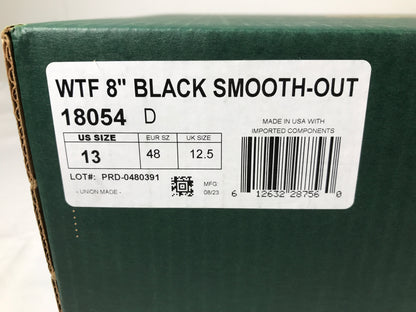 WTF 8" BLACK SMOOTH-OUT
18054 D
MADE IN USA WITH
IMPORTED COMPONENTS
US SIZE EUR SZ UK SIZE
13 48 12.5
LOT#: PRD-0480391
- UNION MADE -
MFG
08/23
6 12632 28756 0